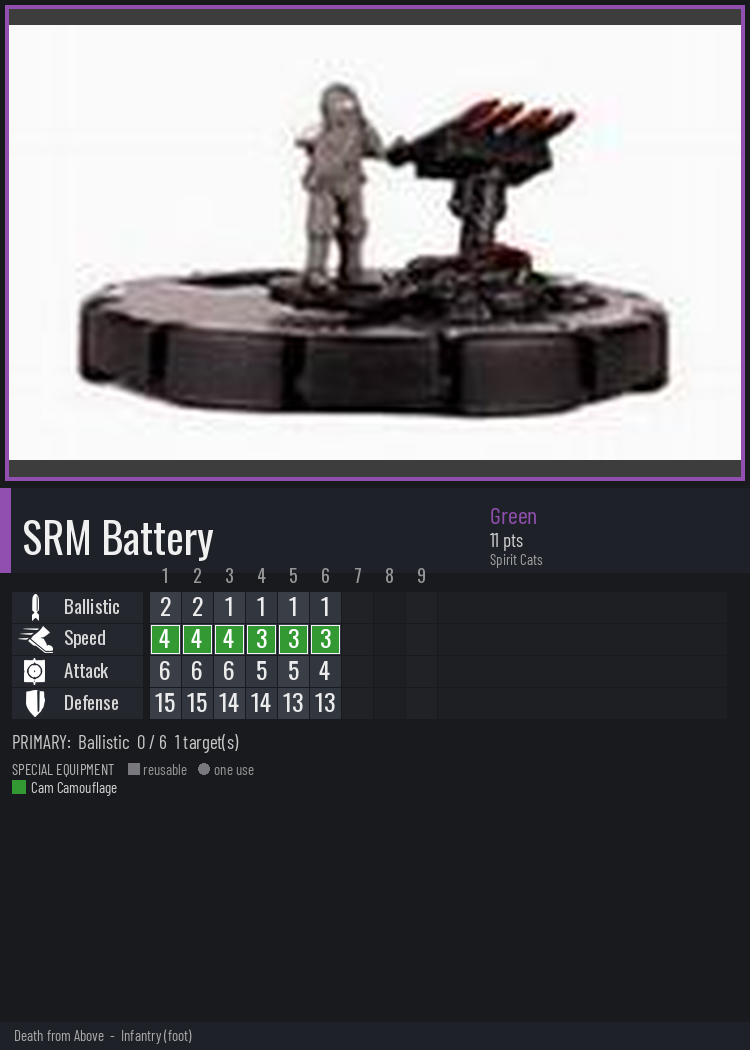 SRM Battery
Green
11 pts
Spirit Cats
1 2 3 4 5 6 7 8 9
Ballistic 2 2 1 1 1 1
Speed 4 4 4 3 3 3
Attack 6 6 6 5 5 4
Defense 15 15 14 14 13 13
PRIMARY: Ballistic 0 / 6 1 target(s)
SPECIAL EQUIPMENT reusable one use
Cam Camouflage
Death from Above - Infantry (foot)